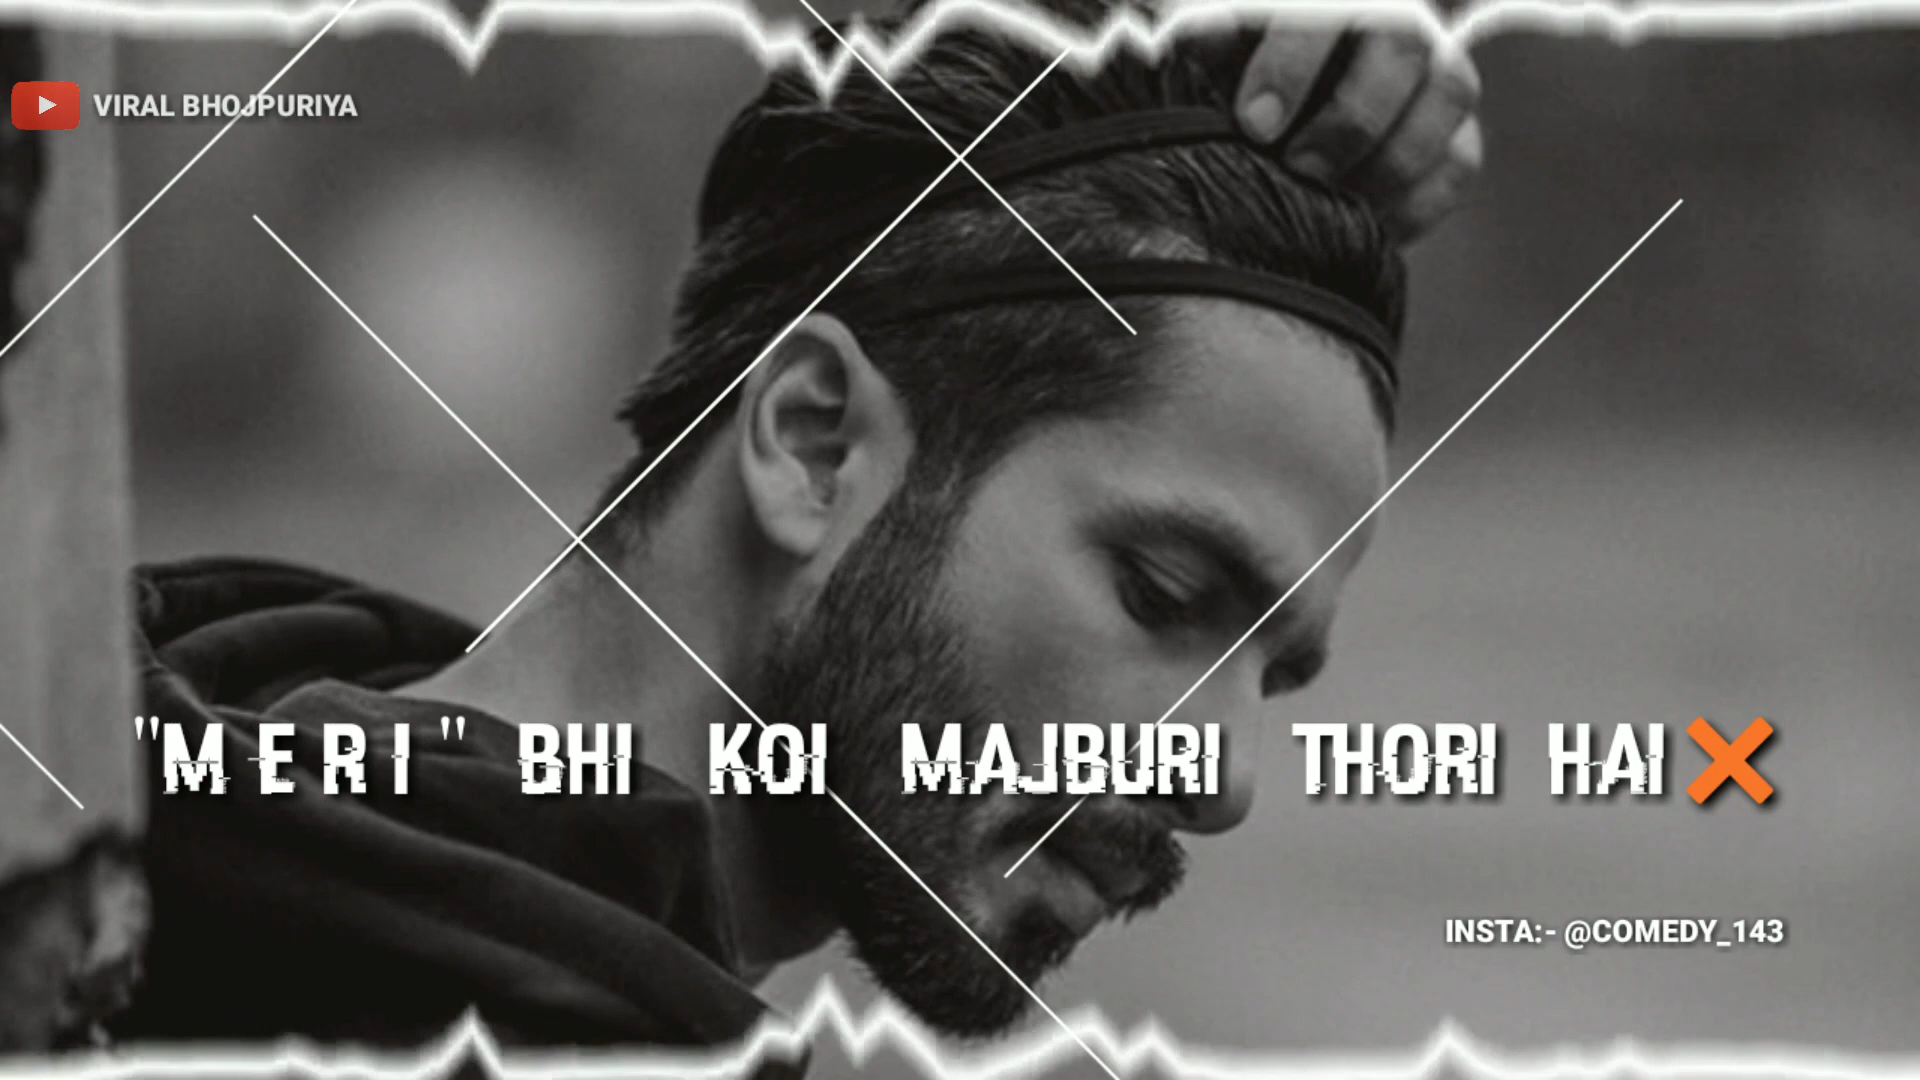 VIRAL BHOJPURIYA
"MERI" BHI KOI MAJBURI THORI HAI❌
INSTA:- @COMEDY_143